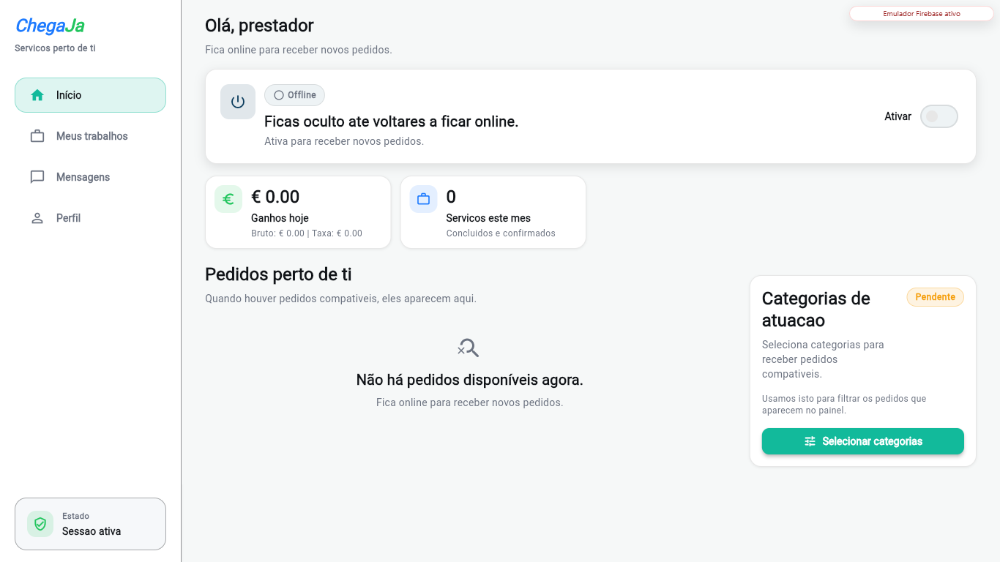 ChegaJa
Servicos perto de ti
Início
Meus trabalhos
Mensagens
Perfil
Estado
Sessao ativa
Emulador Firebase ativo
Olá, prestador
Fica online para receber novos pedidos.
Offline
Ficas oculto ate voltares a ficar online.
Ativa para receber novos pedidos.
Ativar
€ 0.00
Ganhos hoje
Bruto: € 0.00 | Taxa: € 0.00
0
Servicos este mes
Concluidos e confirmados
Pedidos perto de ti
Quando houver pedidos compativeis, eles aparecem aqui.
Não há pedidos disponíveis agora.
Fica online para receber novos pedidos.
Categorias de
atuacao
Pendente
Seleciona categorias para
receber pedidos
compativeis.
Usamos isto para filtrar os pedidos que
aparecem no painel.
Selecionar categorias